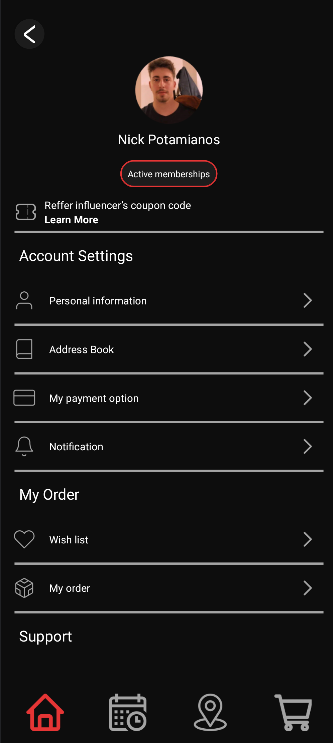 Nick Potamianos
Active memberships
Reffer influencer's coupon code
Learn More
Account Settings
Personal information
Address Book
My payment option
Notification
My Order
Wish list
My order
Support